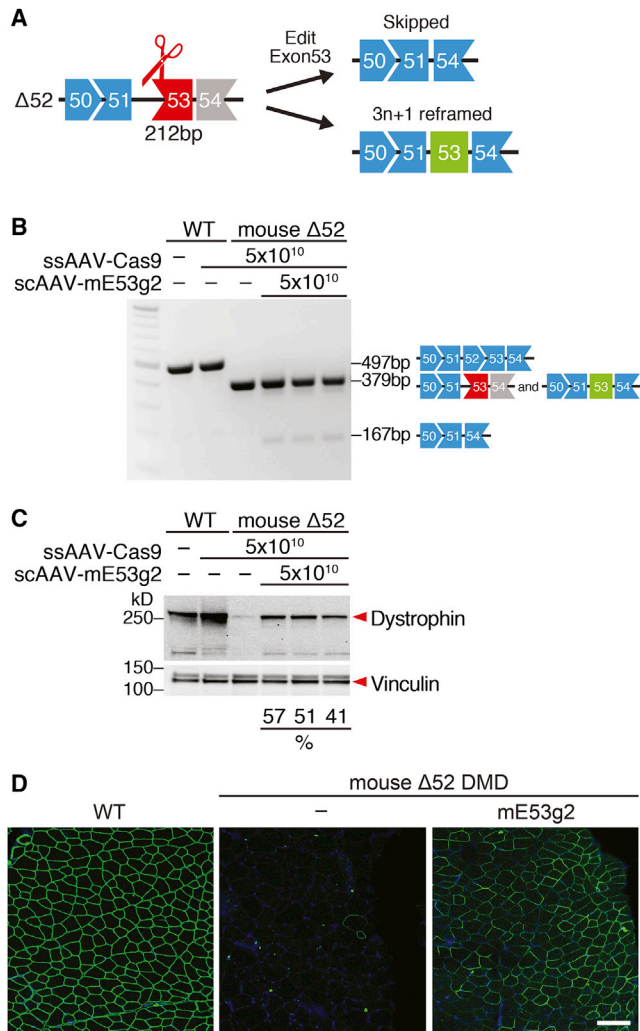 A
Δ52
50 51 53 54
212bp
Edit
Exon53
Skipped
50 51 54
3n+1 reframed
50 51 53 54
B
WT mouse Δ52
ssAAV-Cas9 – 5x10¹⁰
scAAV-mE53g2 – – – 5x10¹⁰
–497bp
50 51 52 53 54
–379bp
50 51 53 54 and 50 51 53 54
–167bp
50 51 54
C
WT mouse Δ52
ssAAV-Cas9 – 5x10¹⁰
scAAV-mE53g2 – – – 5x10¹⁰
kD
250–
Dystrophin
150–
100–
Vinculin
57 51 41
%
D
mouse Δ52 DMD
WT – mE53g2